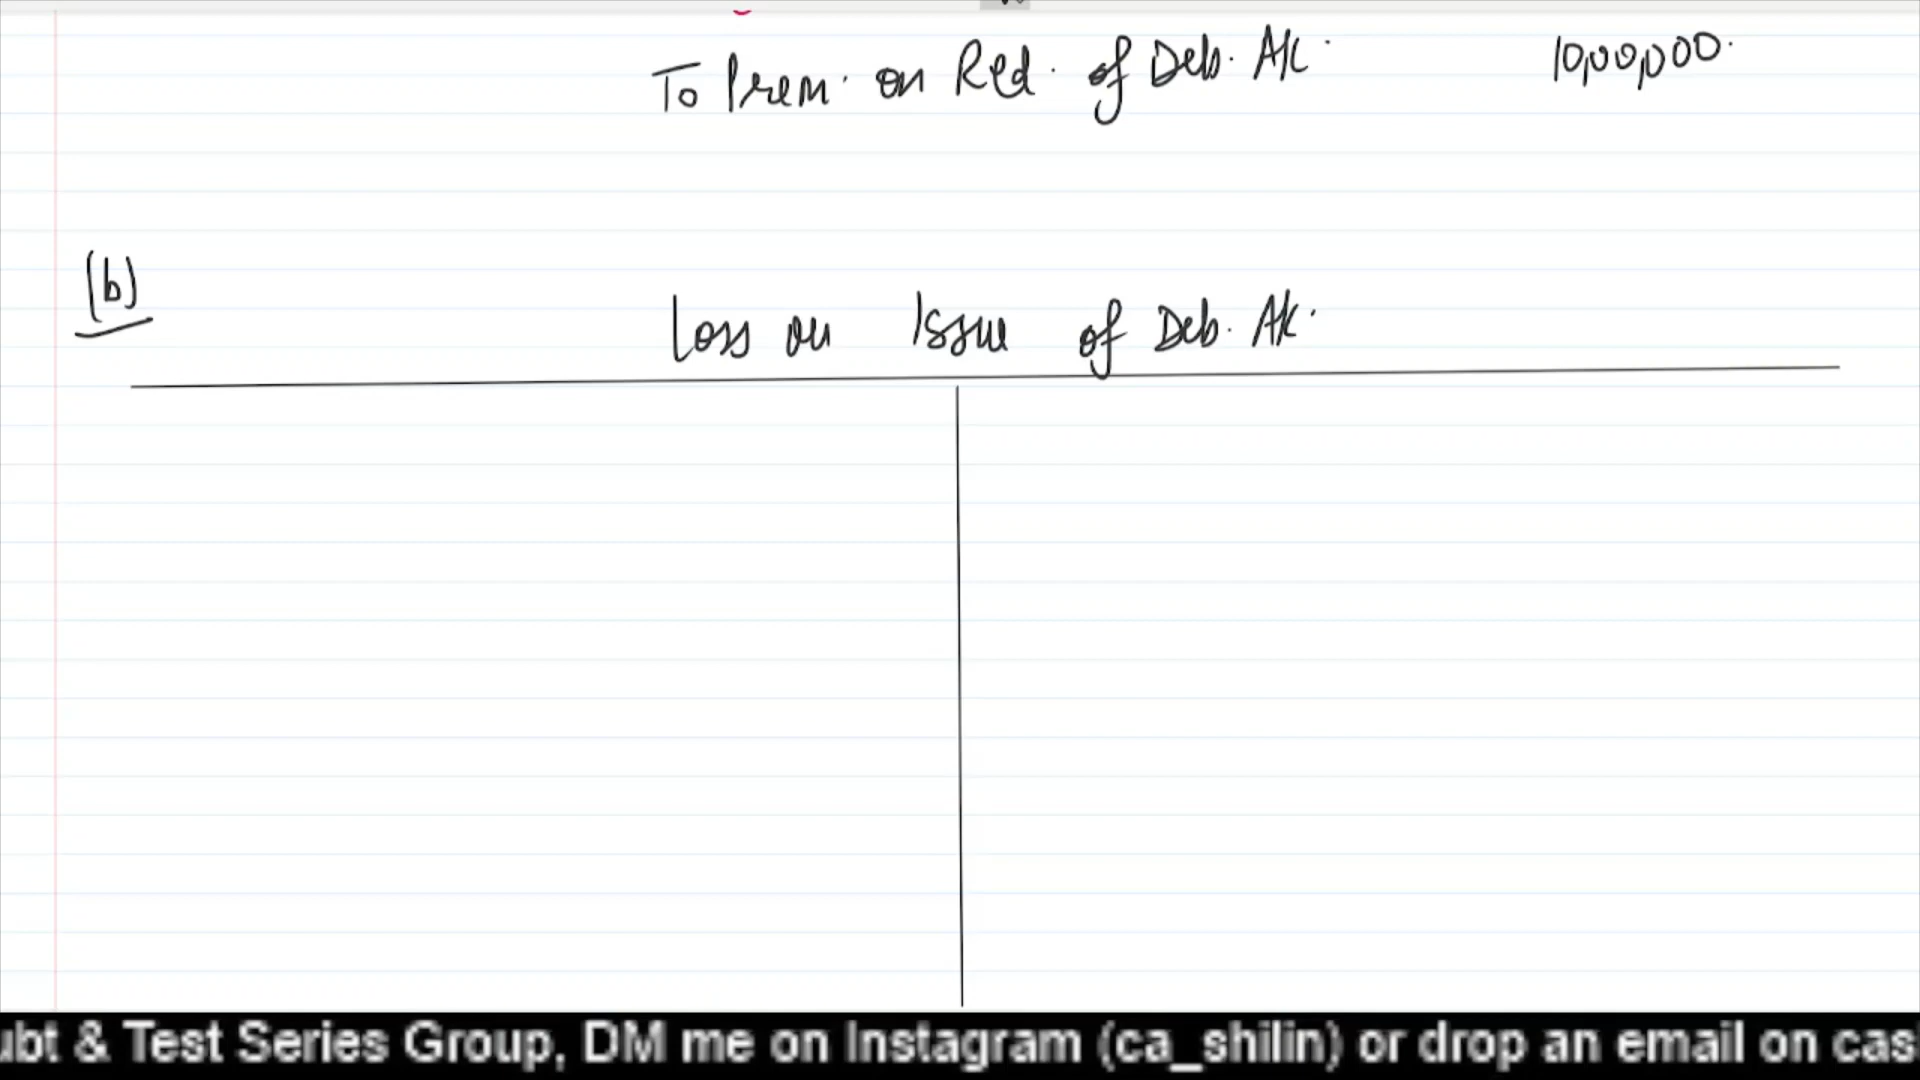 To Prem. on Red. of Deb. A/c. 10,00,000.
(b)
Loss on Issue of Deb. A/c.
ubt & Test Series Group, DM me on Instagram (ca_shilin) or drop an email on cas